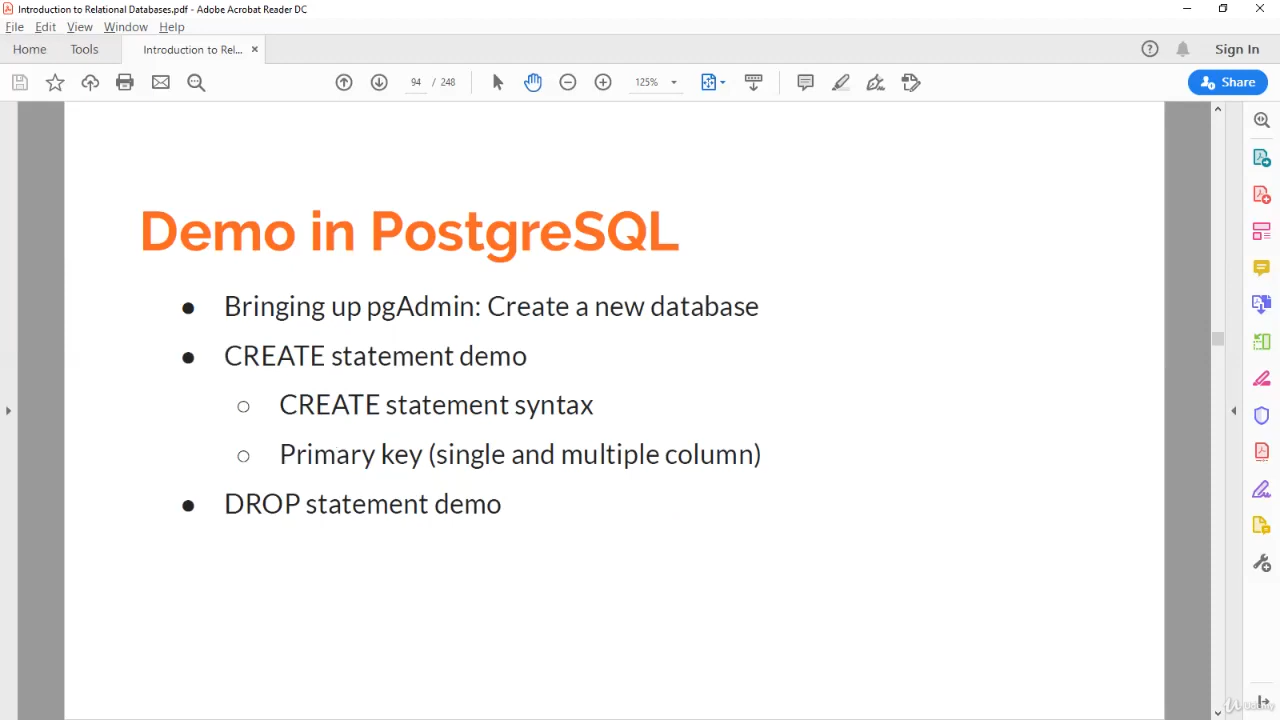 Introduction to Relational Databases.pdf - Adobe Acrobat Reader DC
File Edit View Window Help
Home Tools Introduction to Rel... × Sign In
94 / 248 125% Share
Demo in PostgreSQL
● Bringing up pgAdmin: Create a new database
● CREATE statement demo
○ CREATE statement syntax
○ Primary key (single and multiple column)
● DROP statement demo
Udemy